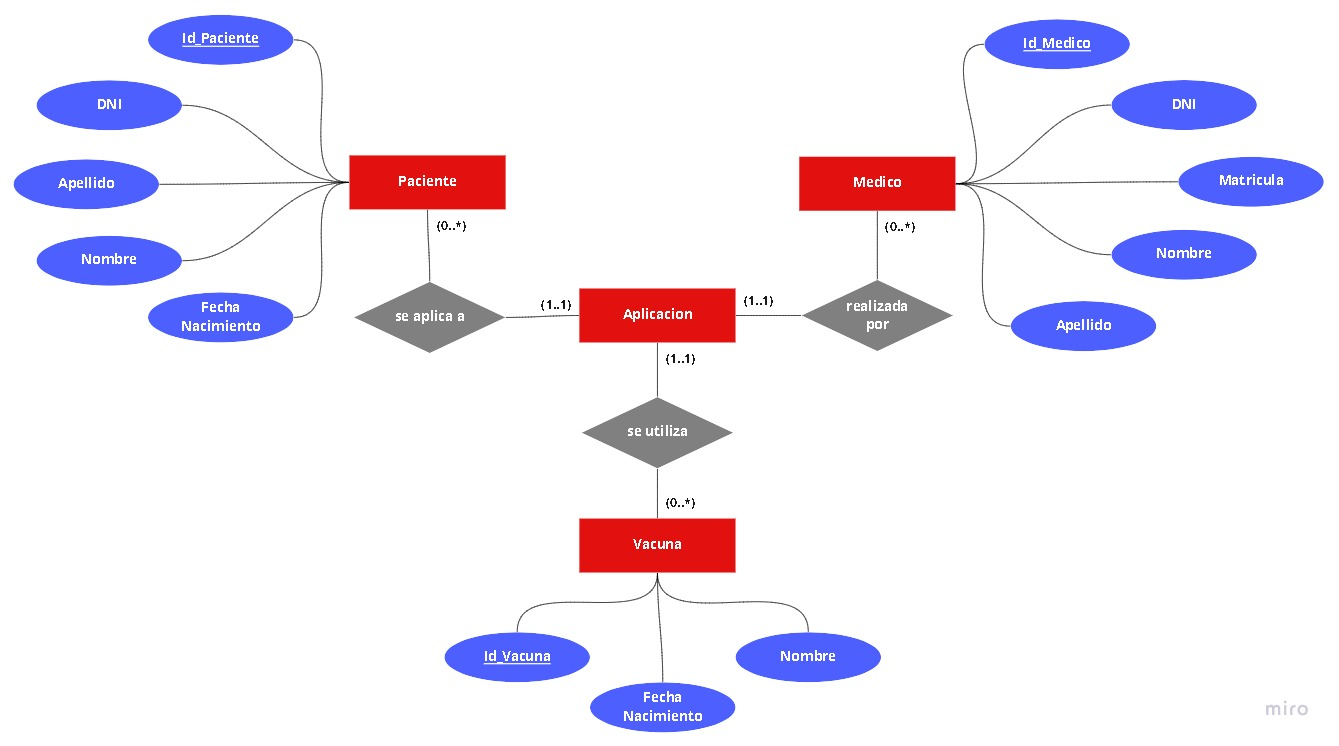 Id_Paciente
Id_Medico
DNI
DNI
Apellido
Paciente
Medico
Matricula
(0..*)
(0..*)
Nombre
Nombre
Fecha
Nacimiento
se aplica a
(1..1)
Aplicacion
(1..1)
realizada
por
Apellido
(1..1)
se utiliza
(0..*)
Vacuna
Id_Vacuna
Nombre
Fecha
Nacimiento
miro